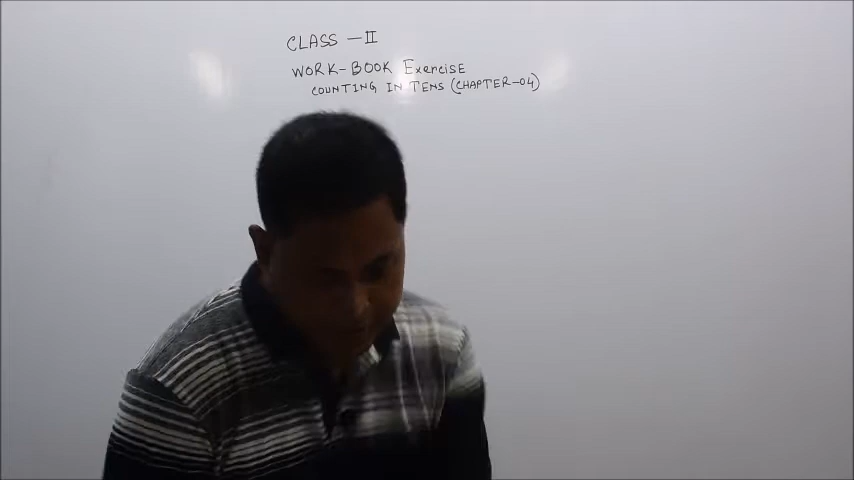 CLASS - II
WORK-BOOK Exercise
COUNTING IN TENS (CHAPTER-04)